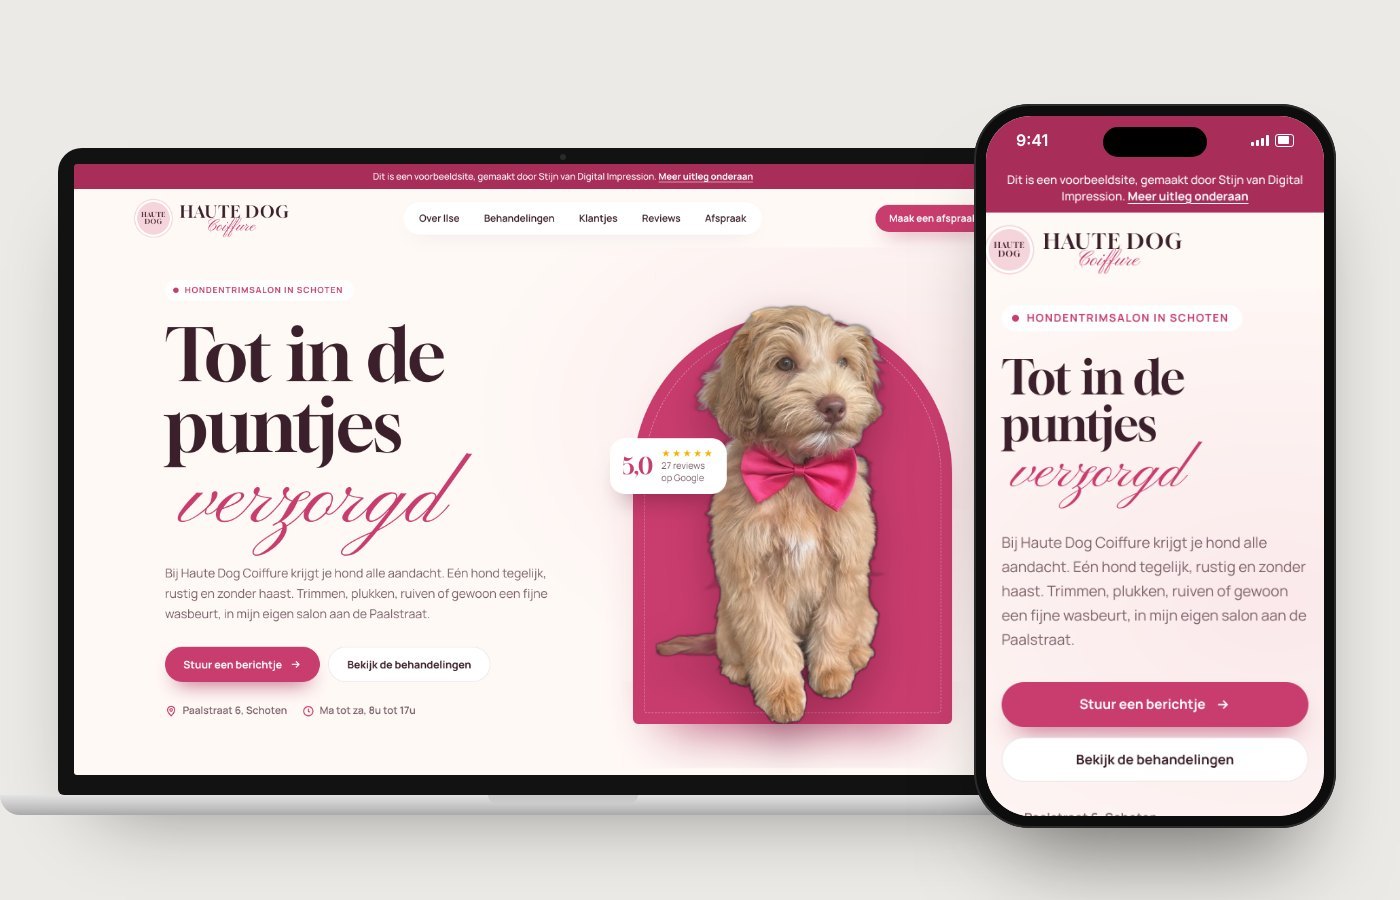 Dit is een voorbeeldsite, gemaakt door Stijn van Digital Impression. Meer uitleg onderaan
HAUTE
DOG
HAUTE DOG
Coiffure
Over Ilse
Behandelingen
Klantjes
Reviews
Afspraak
Maak een afspraak
HONDENTRIMSALON IN SCHOTEN
Tot in de
puntjes
verzorgd
Bij Haute Dog Coiffure krijgt je hond alle aandacht. Eén hond tegelijk,
rustig en zonder haast. Trimmen, plukken, ruiven of gewoon een fijne
wasbeurt, in mijn eigen salon aan de Paalstraat.
Stuur een berichtje →
Bekijk de behandelingen
Paalstraat 6, Schoten
Ma tot za, 8u tot 17u
5,0
★★★★★
27 reviews
op Google
9:41
Dit is een voorbeeldsite, gemaakt door Stijn van Digital
Impression. Meer uitleg onderaan
HAUTE
DOG
HAUTE DOG
Coiffure
HONDENTRIMSALON IN SCHOTEN
Tot in de
puntjes
verzorgd
Bij Haute Dog Coiffure krijgt je hond alle
aandacht. Eén hond tegelijk, rustig en zonder
haast. Trimmen, plukken, ruiven of gewoon
een fijne wasbeurt, in mijn eigen salon aan de
Paalstraat.
Stuur een berichtje →
Bekijk de behandelingen
Paalstraat 6, Schoten